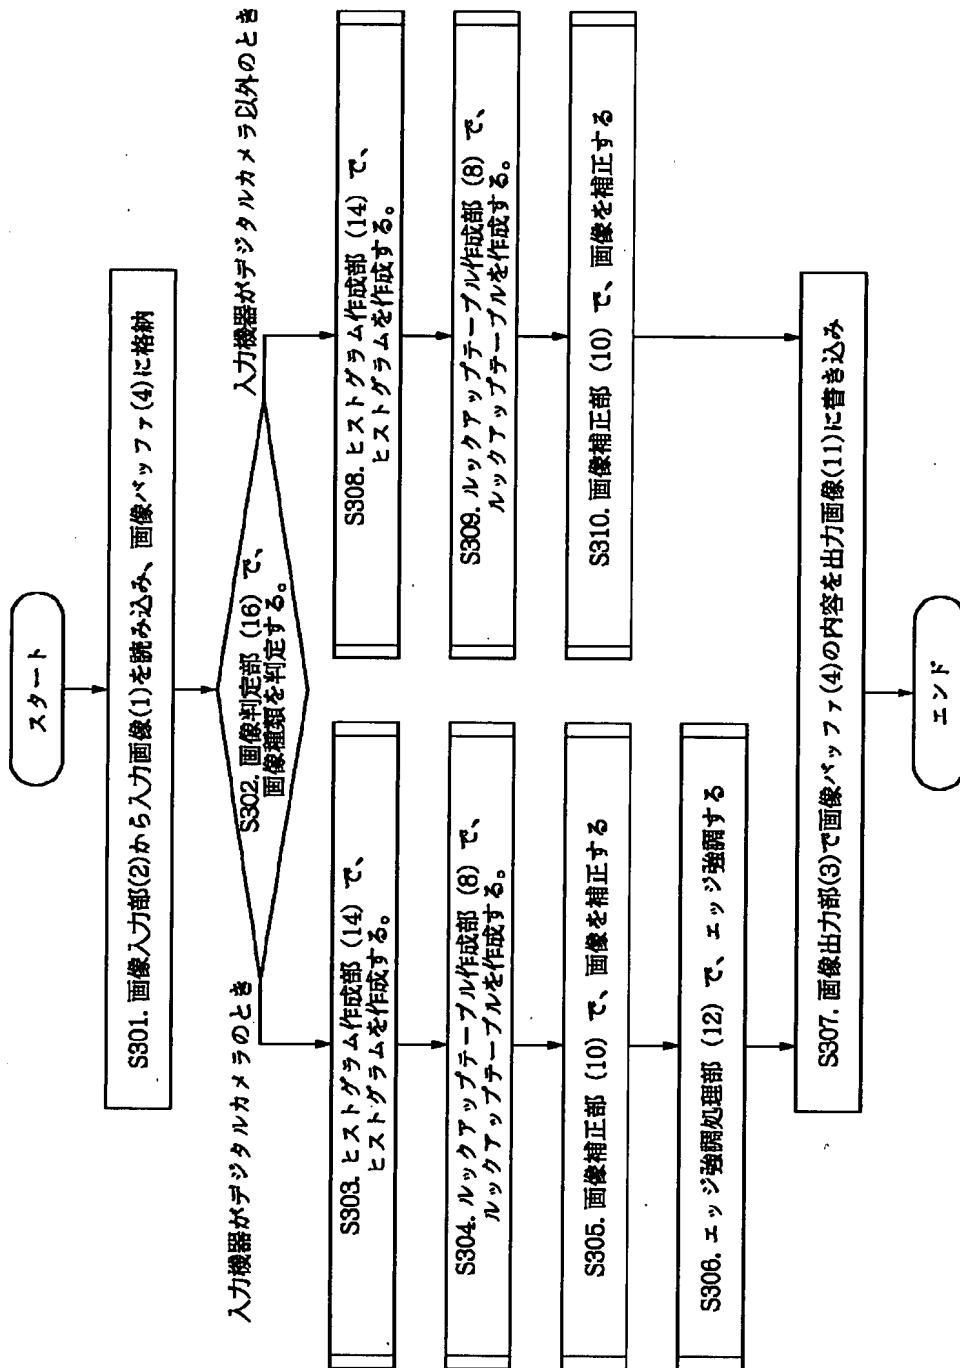 スタート
S301. 画像入力部(2)から入力画像(1)を読み込み、画像バッファ(4)に格納
S302. 画像判定部 (16) で、
画像種類を判定する。
入力機器がデジタルカメラのとき
入力機器がデジタルカメラ以外のとき
S303. ヒストグラム作成部 (14) で、
ヒストグラムを作成する。
S304. ルックアップテーブル作成部 (8) で、
ルックアップテーブルを作成する。
S305. 画像補正部 (10) で、画像を補正する
S306. エッジ強調処理部 (12) で、エッジ強調する
S308. ヒストグラム作成部 (14) で、
ヒストグラムを作成する。
S309. ルックアップテーブル作成部 (8) で、
ルックアップテーブルを作成する。
S310. 画像補正部 (10) で、画像を補正する
S307. 画像出力部(3)で画像バッファ(4)の内容を出力画像(11)に書き込み
エンド